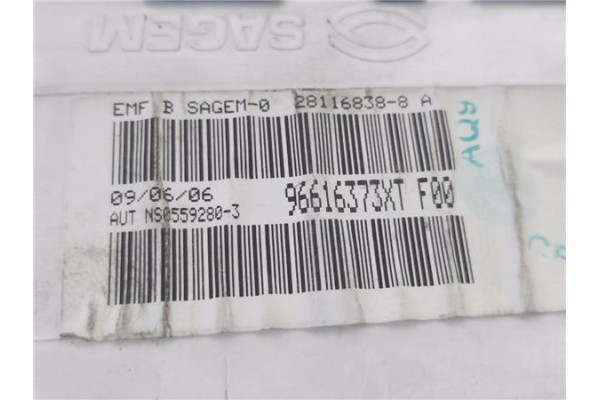 SAGEM
EMF B SAGEM-0 28116838-8 A
09/06/06 96616373XT F00
AUT NS0559280-3